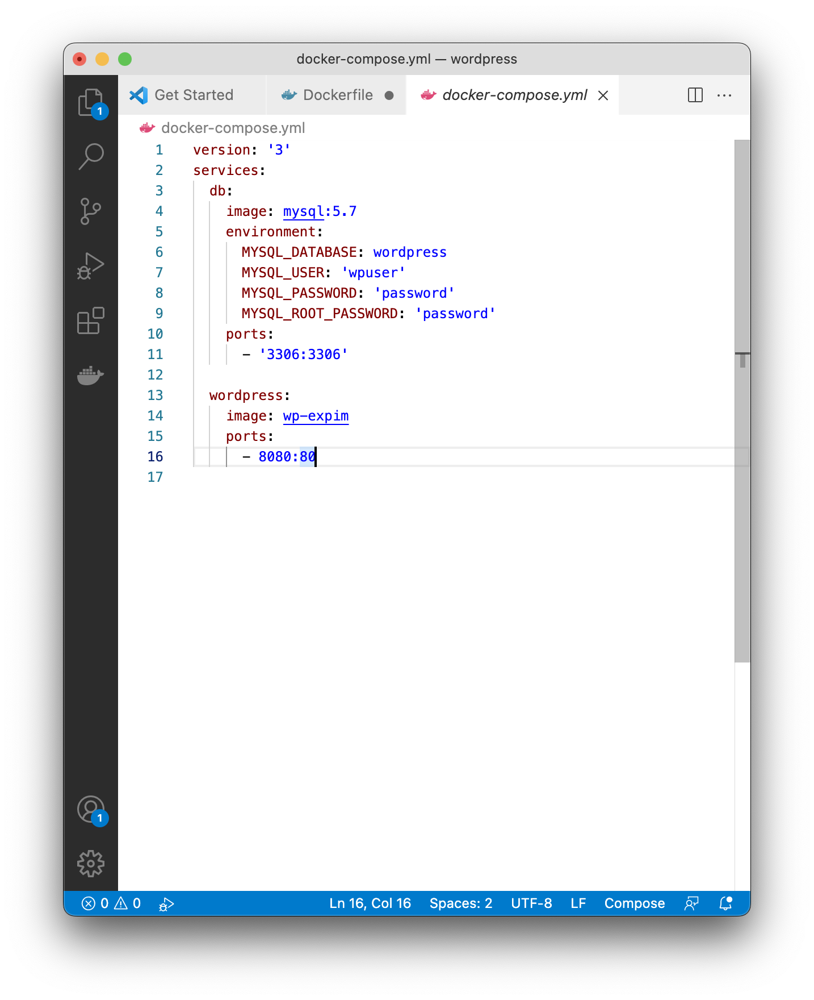 docker-compose.yml — wordpress
1
Get Started
Dockerfile
docker-compose.yml
docker-compose.yml
1 version: '3'
2 services:
3   db:
4     image: mysql:5.7
5     environment:
6       MYSQL_DATABASE: wordpress
7       MYSQL_USER: 'wpuser'
8       MYSQL_PASSWORD: 'password'
9       MYSQL_ROOT_PASSWORD: 'password'
10     ports:
11       - '3306:3306'
12
13   wordpress:
14     image: wp-expim
15     ports:
16       - 8080:80
17
1
0 0 Ln 16, Col 16 Spaces: 2 UTF-8 LF Compose